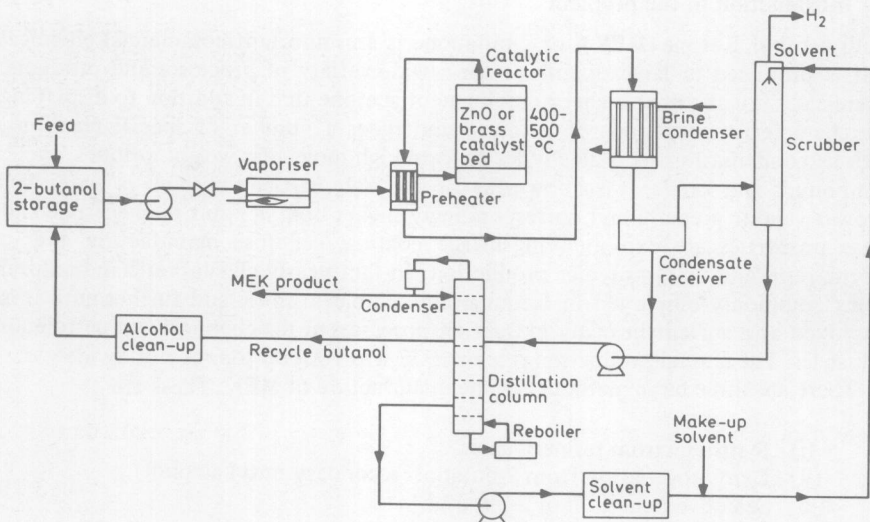 H2
Solvent
Catalytic
reactor
Feed
ZnO or
brass
catalyst
bed
400-
500
°C
Brine
condenser
Scrubber
Vaporiser
2-butanol
storage
Preheater
Condensate
receiver
MEK product
Condenser
Alcohol
clean-up
Recycle butanol
Distillation
column
Reboiler
Make-up
solvent
Solvent
clean-up